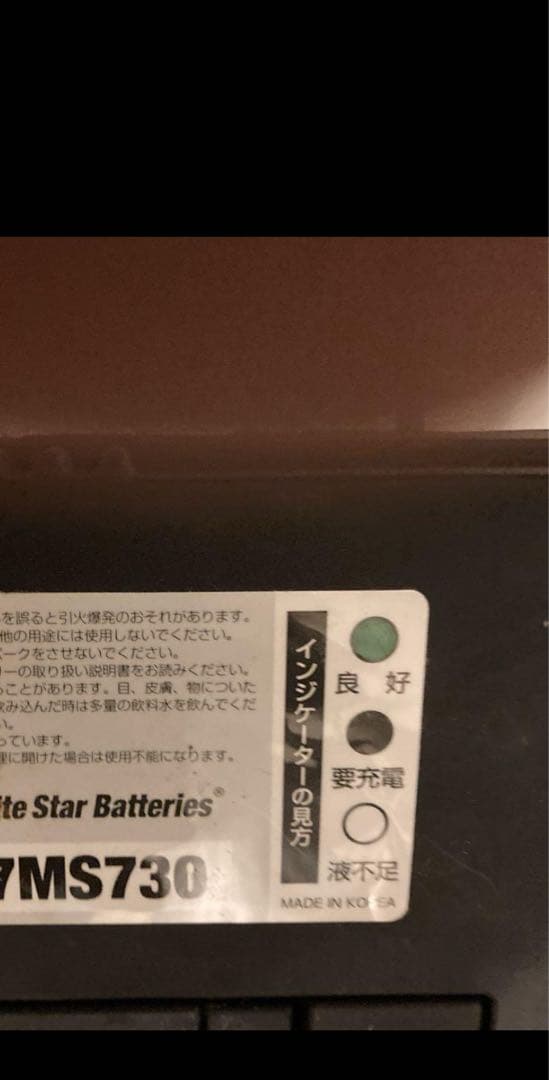 を誤ると引火爆発のおそれがあります。
他の用途には使用しないでください。
パークをさせないでください。
リーの取り扱い説明書をお読みください。
ることがあります。目、皮膚、物についた
飲み込んだ時は多量の飲料水を飲んでくだ
い。
っています。
理に開けた場合は使用不能になります。
ite Star Batteries®
7MS730
インジケーターの見方
良 好
要充電
液不足
MADE IN KOREA